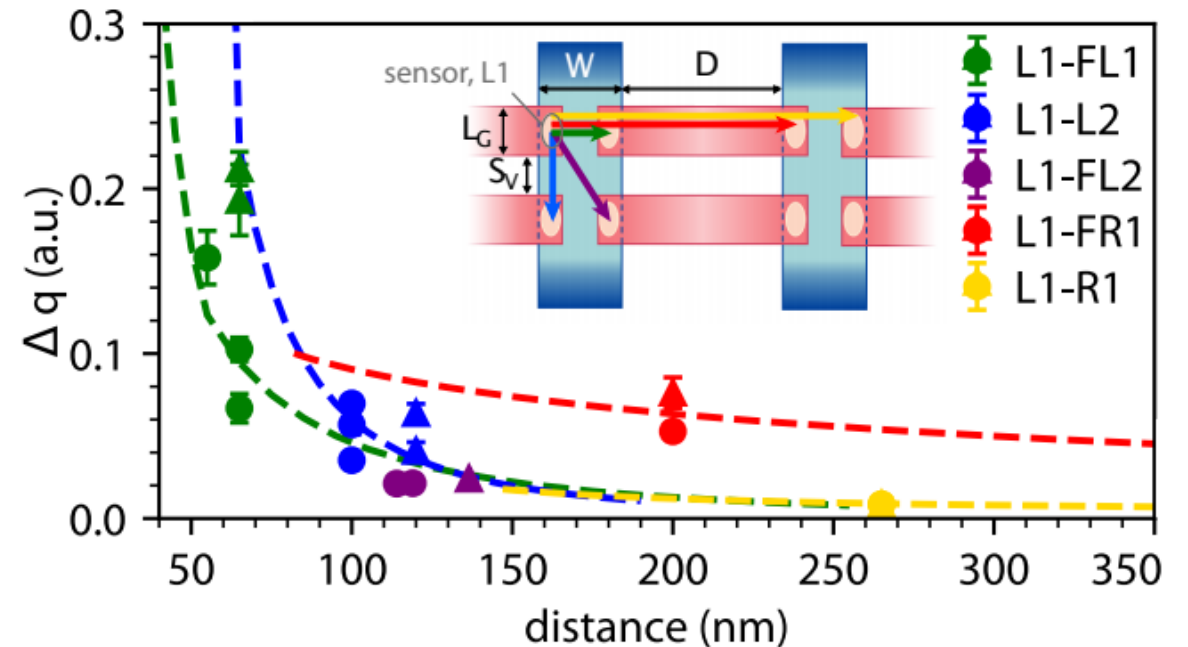 0.3
0.2
0.1
0.0
Δ q (a.u.)
50
100
150
200
250
300
350
distance (nm)
sensor, L1
W
D
L_G
S_V
L1-FL1
L1-L2
L1-FL2
L1-FR1
L1-R1